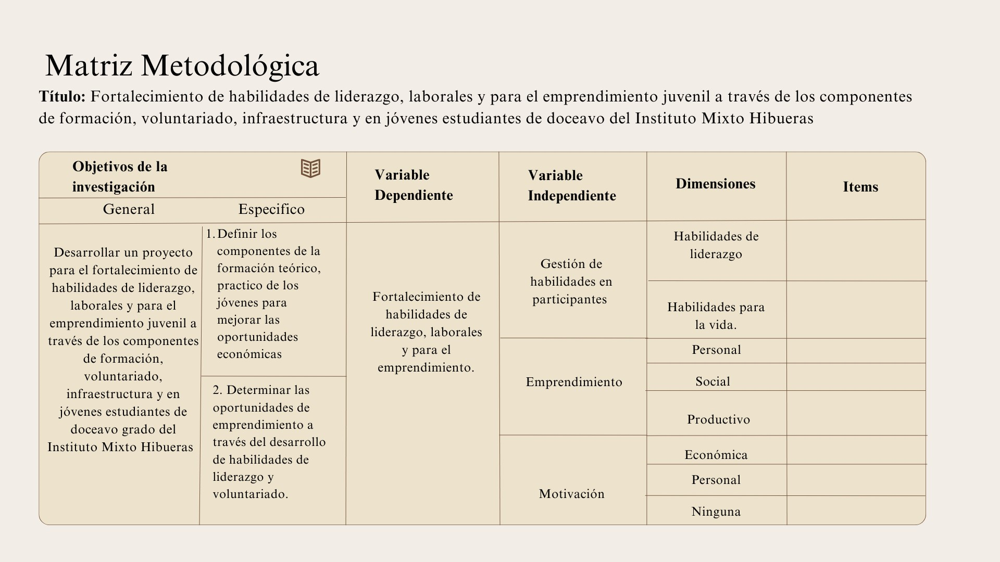 Matriz Metodológica
Título: Fortalecimiento de habilidades de liderazgo, laborales y para el emprendimiento juvenil a través de los componentes
de formación, voluntariado, infraestructura y en jóvenes estudiantes de doceavo del Instituto Mixto Hibueras
Objetivos de la
investigación
Variable
Dependiente
Variable
Independiente
Dimensiones
Items
General
Especifico
Desarrollar un proyecto
para el fortalecimiento de
habilidades de liderazgo,
laborales y para el
emprendimiento juvenil a
través de los componentes
de formación,
voluntariado,
infraestructura y en
jóvenes estudiantes de
doceavo grado del
Instituto Mixto Hibueras
1. Definir los
componentes de la
formación teórico,
practico de los
jóvenes para
mejorar las
oportunidades
económicas
2. Determinar las
oportunidades de
emprendimiento a
través del desarrollo
de habilidades de
liderazgo y
voluntariado.
Fortalecimiento de
habilidades de
liderazgo, laborales
y para el
emprendimiento.
Gestión de
habilidades en
participantes
Emprendimiento
Motivación
Habilidades de
liderazgo
Habilidades para
la vida.
Personal
Social
Productivo
Económica
Personal
Ninguna